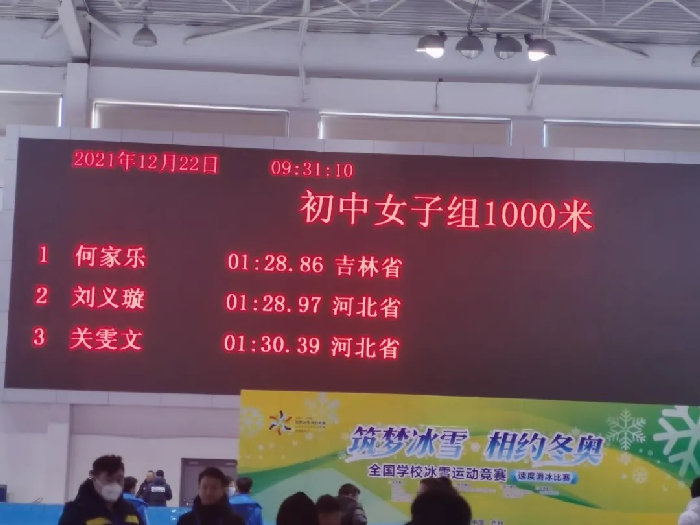 2021年12月22日 09:31:10
初中女子组1000米
1 何家乐 01:28.86 吉林省
2 刘义璇 01:28.97 河北省
3 关雯文 01:30.39 河北省
筑梦冰雪·相约冬奥
全国学校冰雪运动竞赛 速度滑冰比赛